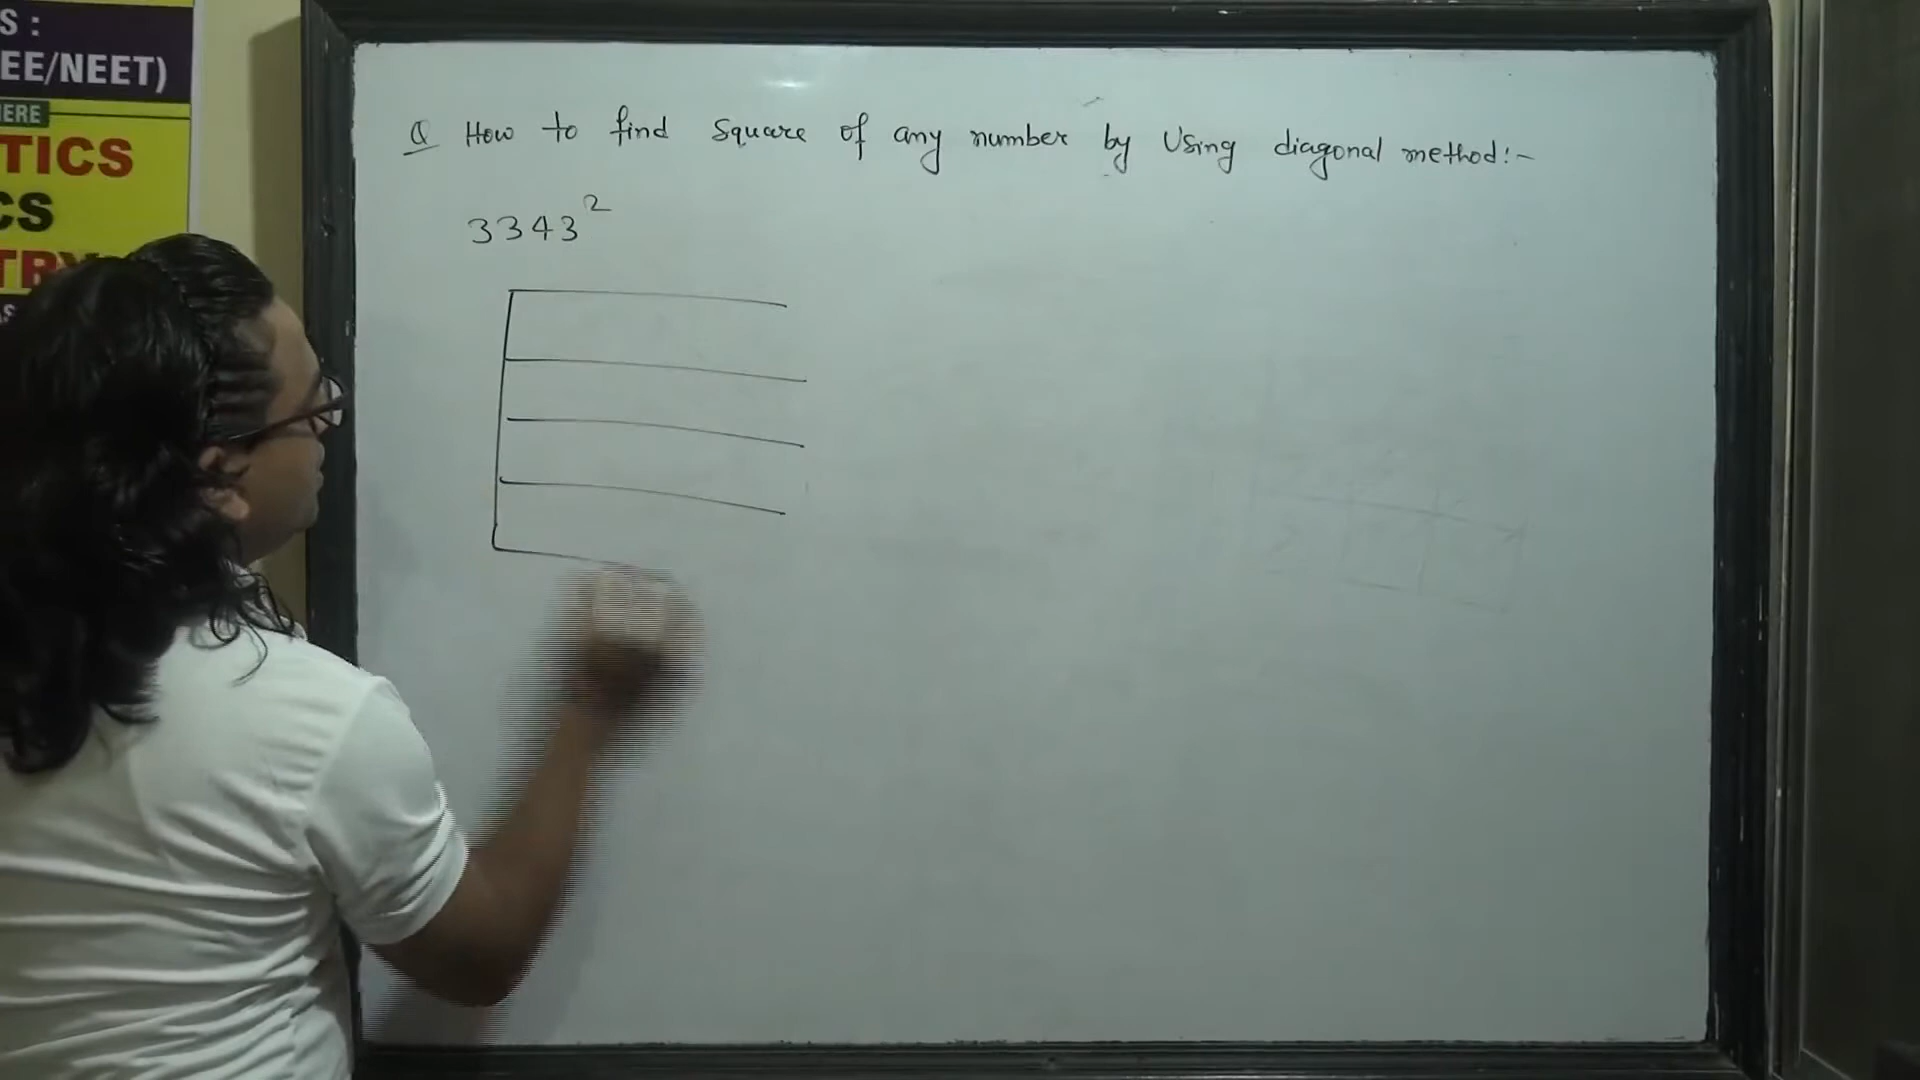 S :
EE/NEET)
ERE
TICS
CS
TRY
Q How to find square of any number by Using diagonal method:-
3343²